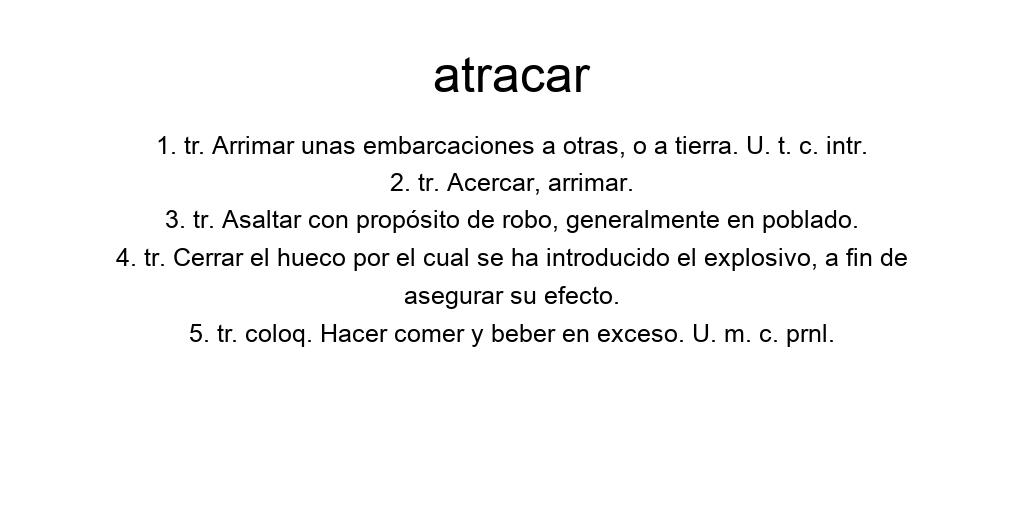 atracar
1. tr. Arrimar unas embarcaciones a otras, o a tierra. U. t. c. intr.
2. tr. Acercar, arrimar.
3. tr. Asaltar con propósito de robo, generalmente en poblado.
4. tr. Cerrar el hueco por el cual se ha introducido el explosivo, a fin de
asegurar su efecto.
5. tr. coloq. Hacer comer y beber en exceso. U. m. c. prnl.